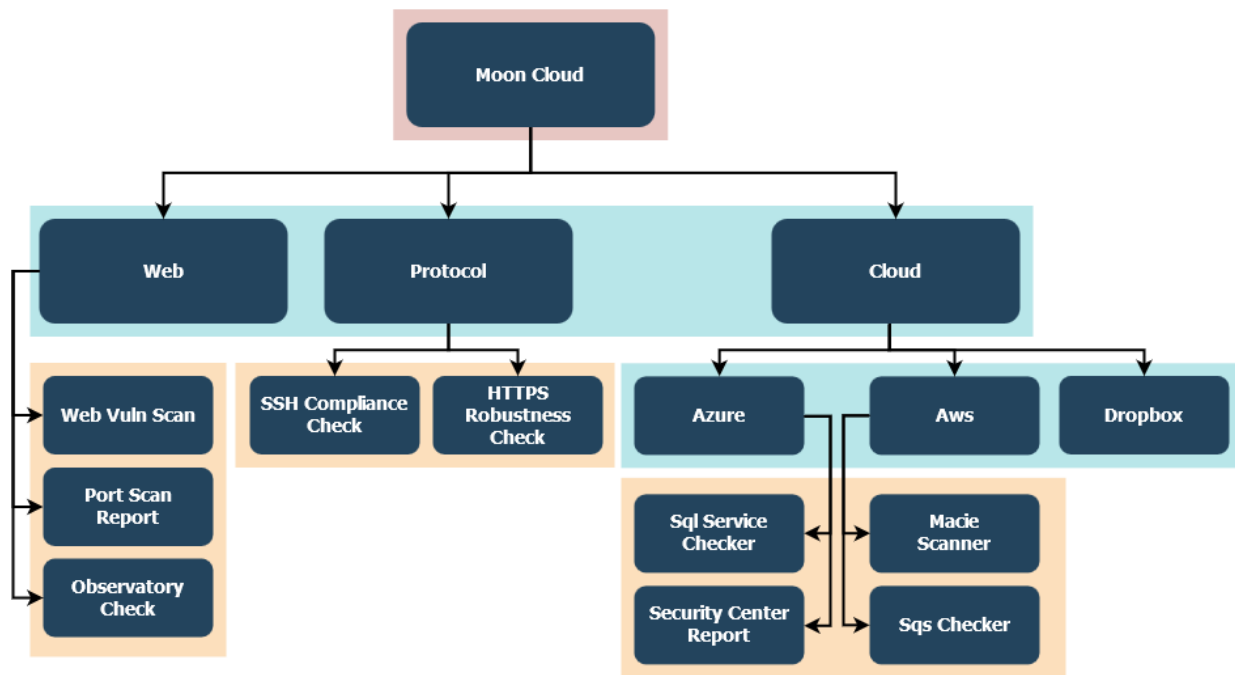 Moon Cloud
Web
Protocol
Cloud
Web Vuln Scan
SSH Compliance
Check
HTTPS
Robustness
Check
Azure
Aws
Dropbox
Port Scan
Report
Sql Service
Checker
Macie
Scanner
Observatory
Check
Security Center
Report
Sqs Checker